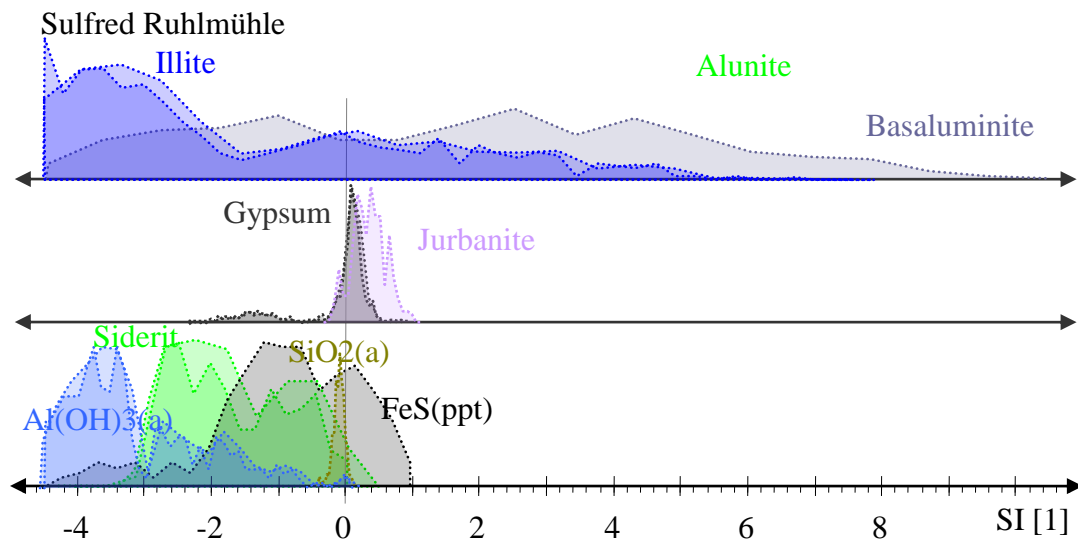 Sulfred Ruhlmühle
Illite
Alunite
Basaluminite
Gypsum
Jurbanite
Siderit
SiO2(a)
Al(OH)3(a)
FeS(ppt)
-4 -2 0 2 4 6 8 SI [1]